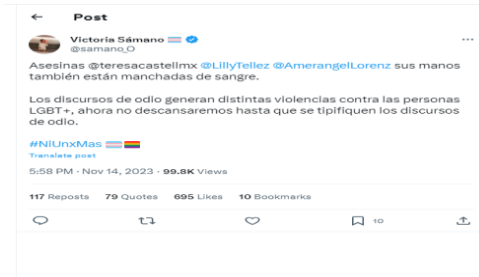 ← Post
Victoria Sámano
@samano_O
Asesinas @teresacastellmx @LillyTellez @AmerangelLorenz sus manos
también están manchadas de sangre.
Los discursos de odio generan distintas violencias contra las personas
LGBT+, ahora no descansaremos hasta que se tipifiquen los discursos
de odio.
#NiUnxMas
Translate post
5:58 PM · Nov 14, 2023 · 99.8K Views
117 Reposts 79 Quotes 695 Likes 10 Bookmarks
10